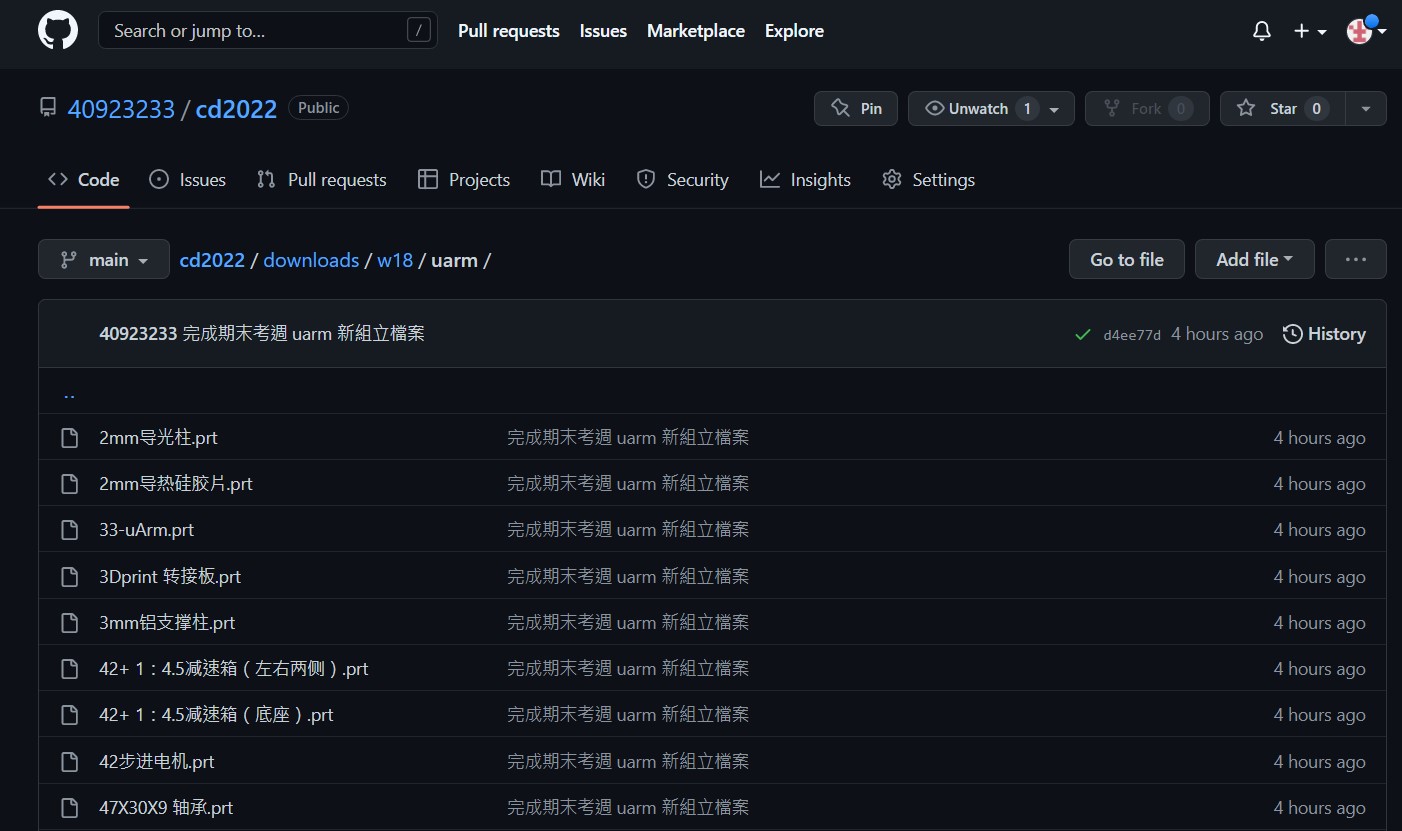 Search or jump to... / Pull requests Issues Marketplace Explore
40923233 / cd2022 Public Pin Unwatch 1 Fork 0 Star 0
Code Issues Pull requests Projects Wiki Security Insights Settings
main cd2022 / downloads / w18 / uarm / Go to file Add file ...
40923233 完成期末考週 uarm 新組立檔案 d4ee77d 4 hours ago History
..
2mm导光柱.prt 完成期末考週 uarm 新組立檔案 4 hours ago
2mm导热硅胶片.prt 完成期末考週 uarm 新組立檔案 4 hours ago
33-uArm.prt 完成期末考週 uarm 新組立檔案 4 hours ago
3Dprint 转接板.prt 完成期末考週 uarm 新組立檔案 4 hours ago
3mm铝支撑柱.prt 完成期末考週 uarm 新組立檔案 4 hours ago
42+ 1：4.5减速箱（左右两侧）.prt 完成期末考週 uarm 新組立檔案 4 hours ago
42+ 1：4.5减速箱（底座）.prt 完成期末考週 uarm 新組立檔案 4 hours ago
42步进电机.prt 完成期末考週 uarm 新組立檔案 4 hours ago
47X30X9 轴承.prt 完成期末考週 uarm 新組立檔案 4 hours ago